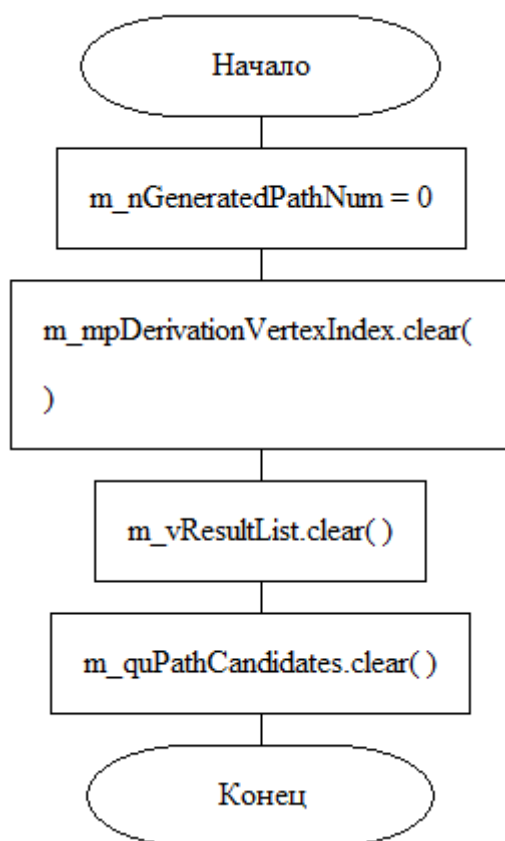 Начало
m_nGeneratedPathNum = 0
m_mpDerivationVertexIndex.clear(
)
m_vResultList.clear( )
m_quPathCandidates.clear( )
Конец